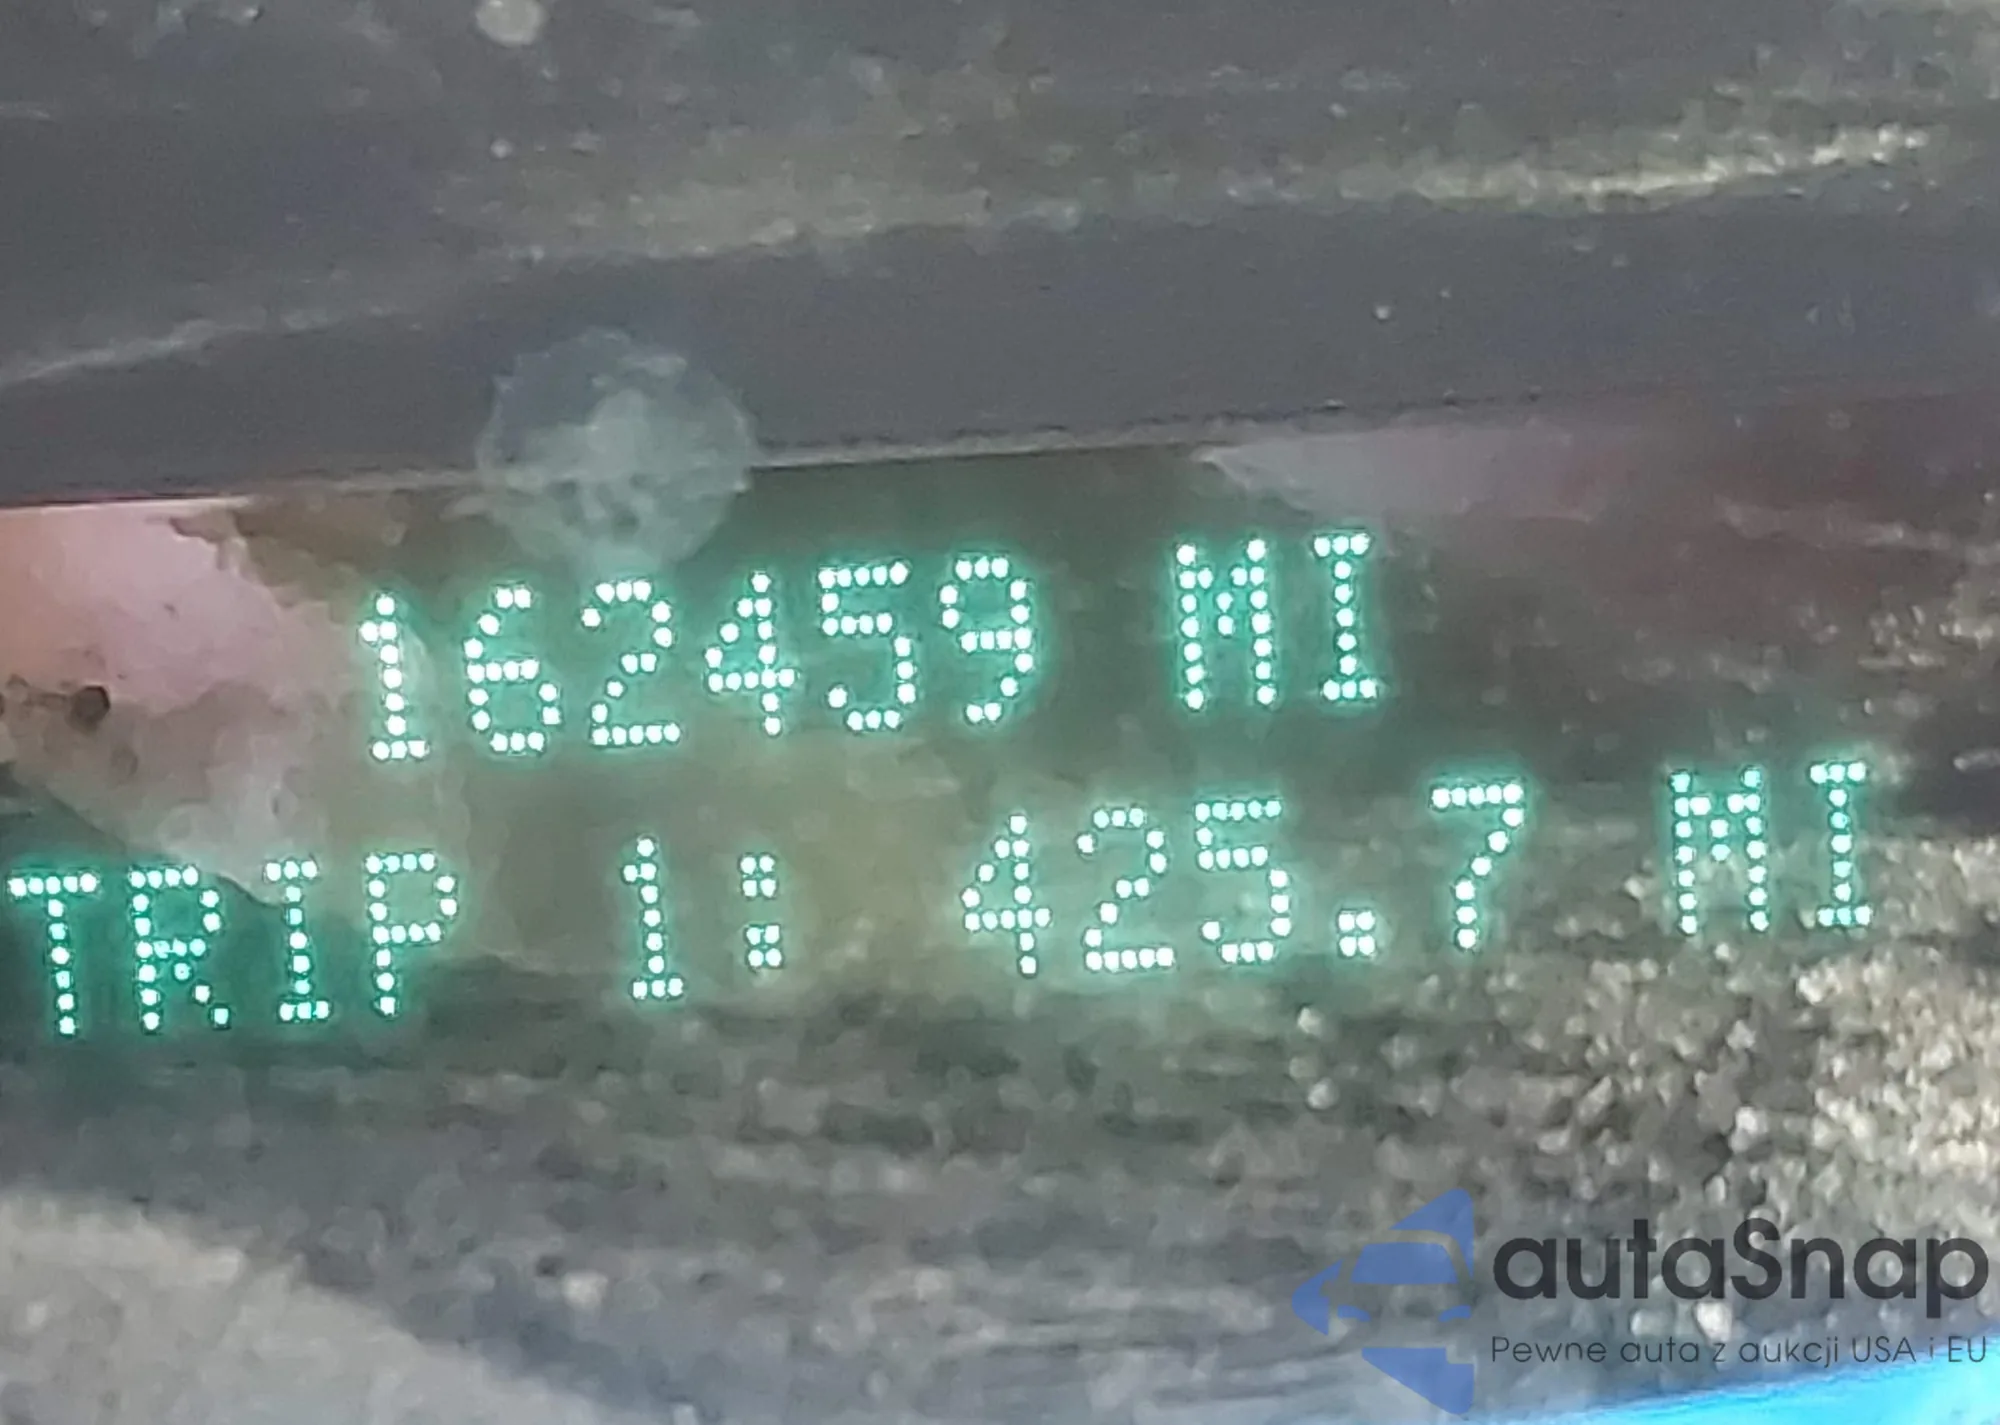 162459 MI
TRIP 1: 425.7 MI
autaSnap
Pewne auta z aukcji USA i EU